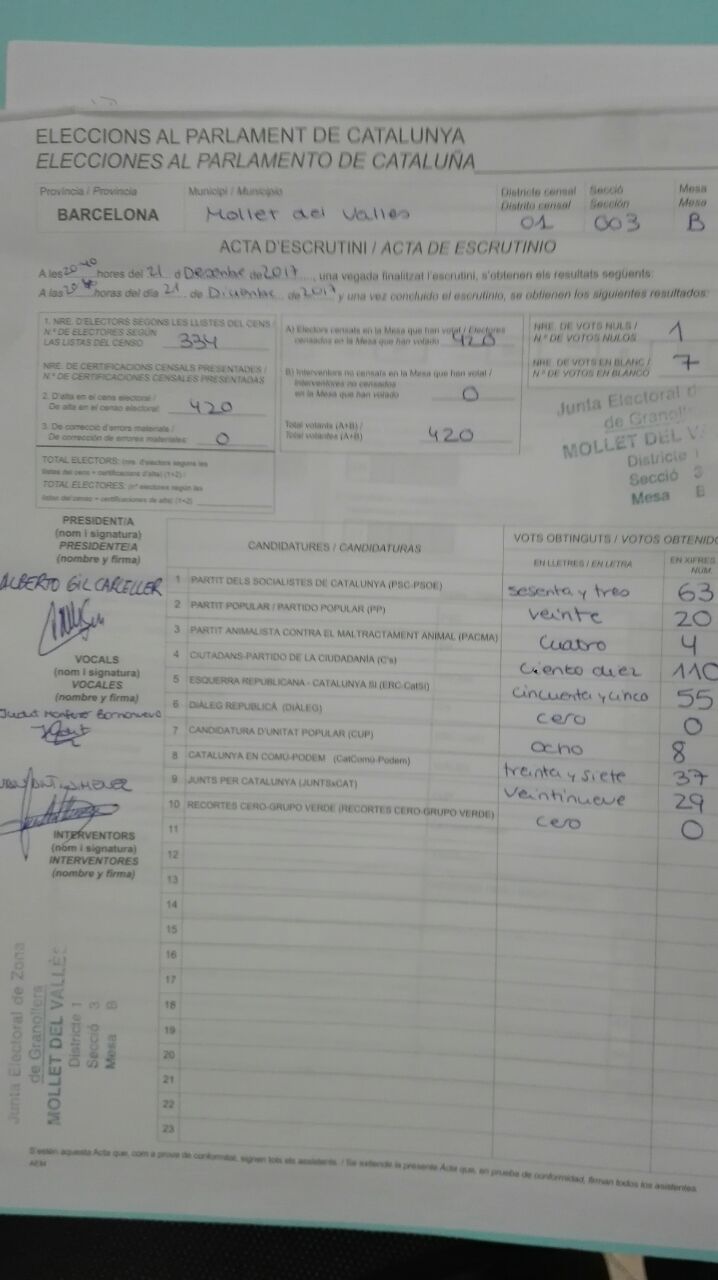 ELECCIONS AL PARLAMENT DE CATALUNYA
ELECCIONES AL PARLAMENTO DE CATALUÑA
Província / Provincia
BARCELONA
Municipi / Municipio
Mollet del Valles
Districte censal
Distrito censal
01
Secció
Sección
003
Mesa
Mesa
B
ACTA D'ESCRUTINI / ACTA DE ESCRUTINIO
A les 20:40 hores del 21 d Desembre de 2017, una vegada finalitzat l'escrutini, s'obtenen els resultats següents:
A las horas del día 21 de Diciembre de 2017 y una vez concluido el escrutinio, se obtienen los siguientes resultados:
1. NRE. D'ELECTORS SEGONS LES LLISTES DEL CENS /
N.º DE ELECTORES SEGÚN
LAS LISTAS DEL CENSO 334
NRE. DE CERTIFICACIONS CENSALS PRESENTADES /
N.º DE CERTIFICACIONES CENSALES PRESENTADAS
2. D'alta en el cens electoral /
De alta en el censo electoral: 420
3. De correcció d'errors materials /
De corrección de errores materiales: 0
TOTAL ELECTORS: (nre. d'electors segons les
llistes del cens + certificacions d'alta) (1+2) /
TOTAL ELECTORES: (nº electores según las
listas del censo + certificaciones de alta) (1+2)
A) Electors censats en la Mesa que han votat / Electores
censados en la Mesa que han votado 420
B) Interventors no censats en la Mesa que han votat /
Interventores no censados
en la Mesa que han votado 0
Total votants (A+B) /
Total votantes (A+B) 420
NRE. DE VOTS NULS /
N.º DE VOTOS NULOS 1
NRE. DE VOTS EN BLANC /
N.º DE VOTOS EN BLANCO 7
Junta Electoral d
de Granoll
MOLLET DEL V
Districte 1
Secció 3
Mesa B
PRESIDENT/A
(nom i signatura)
PRESIDENTE/A
(nombre y firma)
ALBERTO GIL
VOCALS
(nom i signatura)
VOCALES
(nombre y firma)
INTERVENTORS
(nom i signatura)
INTERVENTORES
(nombre y firma)
CANDIDATURES / CANDIDATURAS
VOTS OBTINGUTS / VOTOS OBTENIDO
EN LLETRES / EN LETRA
EN XIFRES
NÚM.
1 PARTIT DELS SOCIALISTES DE CATALUNYA (PSC-PSOE) sesenta y tres 63
2 PARTIT POPULAR / PARTIDO POPULAR (PP) veinte 20
3 PARTIT ANIMALISTA CONTRA EL MALTRACTAMENT ANIMAL (PACMA) cuatro 4
4 CIUTADANS-PARTIDO DE LA CIUDADANÍA (C's) ciento diez 110
5 ESQUERRA REPUBLICANA - CATALUNYA SÍ (ERC-CatSí) cincuenta y cinco 55
6 DIÀLEG REPUBLICÀ (DIÀLEG) cero 0
7 CANDIDATURA D'UNITAT POPULAR (CUP) ocho 8
8 CATALUNYA EN COMÚ-PODEM (CatComú-Podem) treinta y siete 37
9 JUNTS PER CATALUNYA (JUNTSxCAT) veintinueve 29
10 RECORTES CERO-GRUPO VERDE (RECORTES CERO-GRUPO VERDE) cero 0
11
12
13
14
15
16
17
18
19
20
21
22
23
Junta Electoral de Zona
de Granollers
MOLLET DEL VALLÈS
Districte 1
Secció 3
Mesa B
S'estén aquesta Acta que, com a prova de conformitat, signen tots els assistents. / Se extiende la presente Acta que, en prueba de conformidad, firman todos los asistentes.
AEM